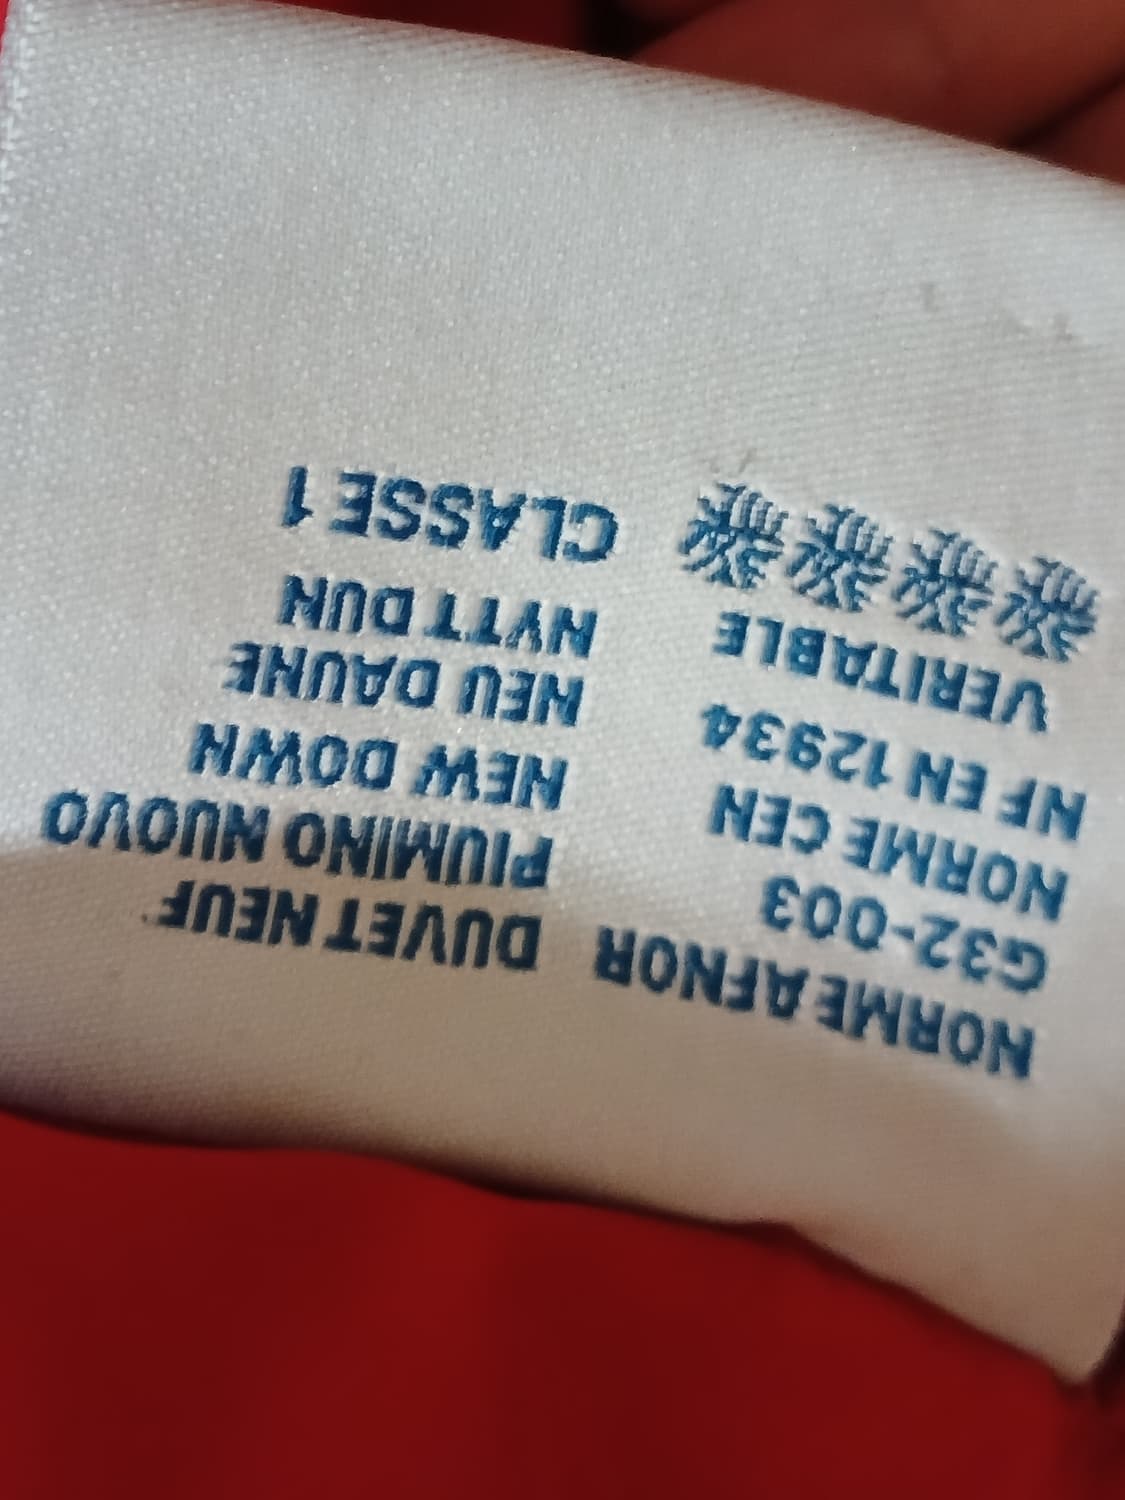 NORME AFNOR
G32-003
NORME CEN
NF EN 12934
VERITABLE
DUVET NEUF
PIUMINO NUOVO
NEW DOWN
NEU DAUNE
NYTT DUN
CLASSE 1